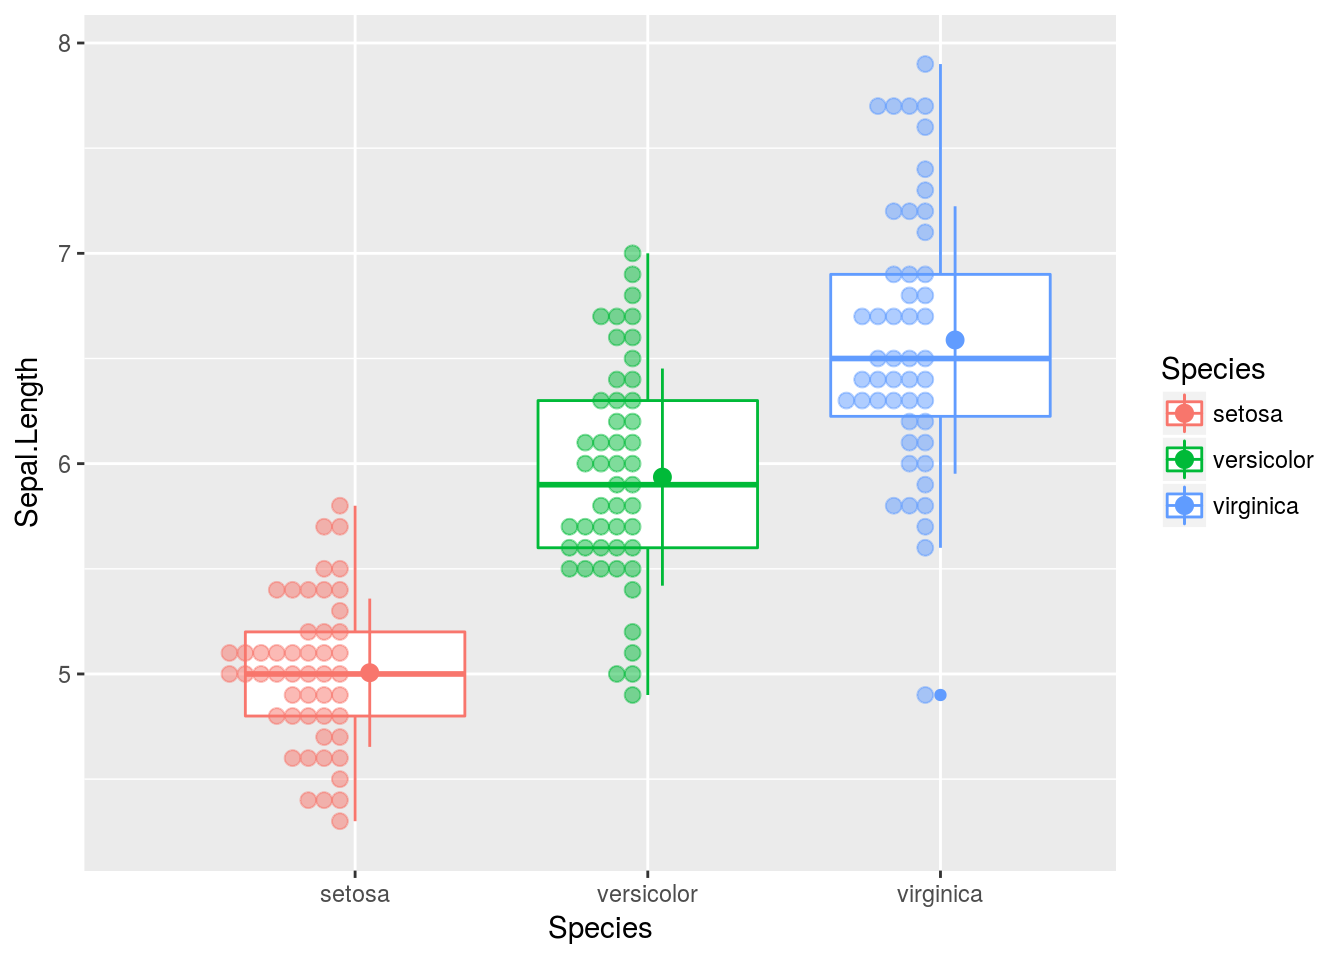 8
7
6
5
Sepal.Length
setosa
versicolor
virginica
Species
Species
setosa
versicolor
virginica